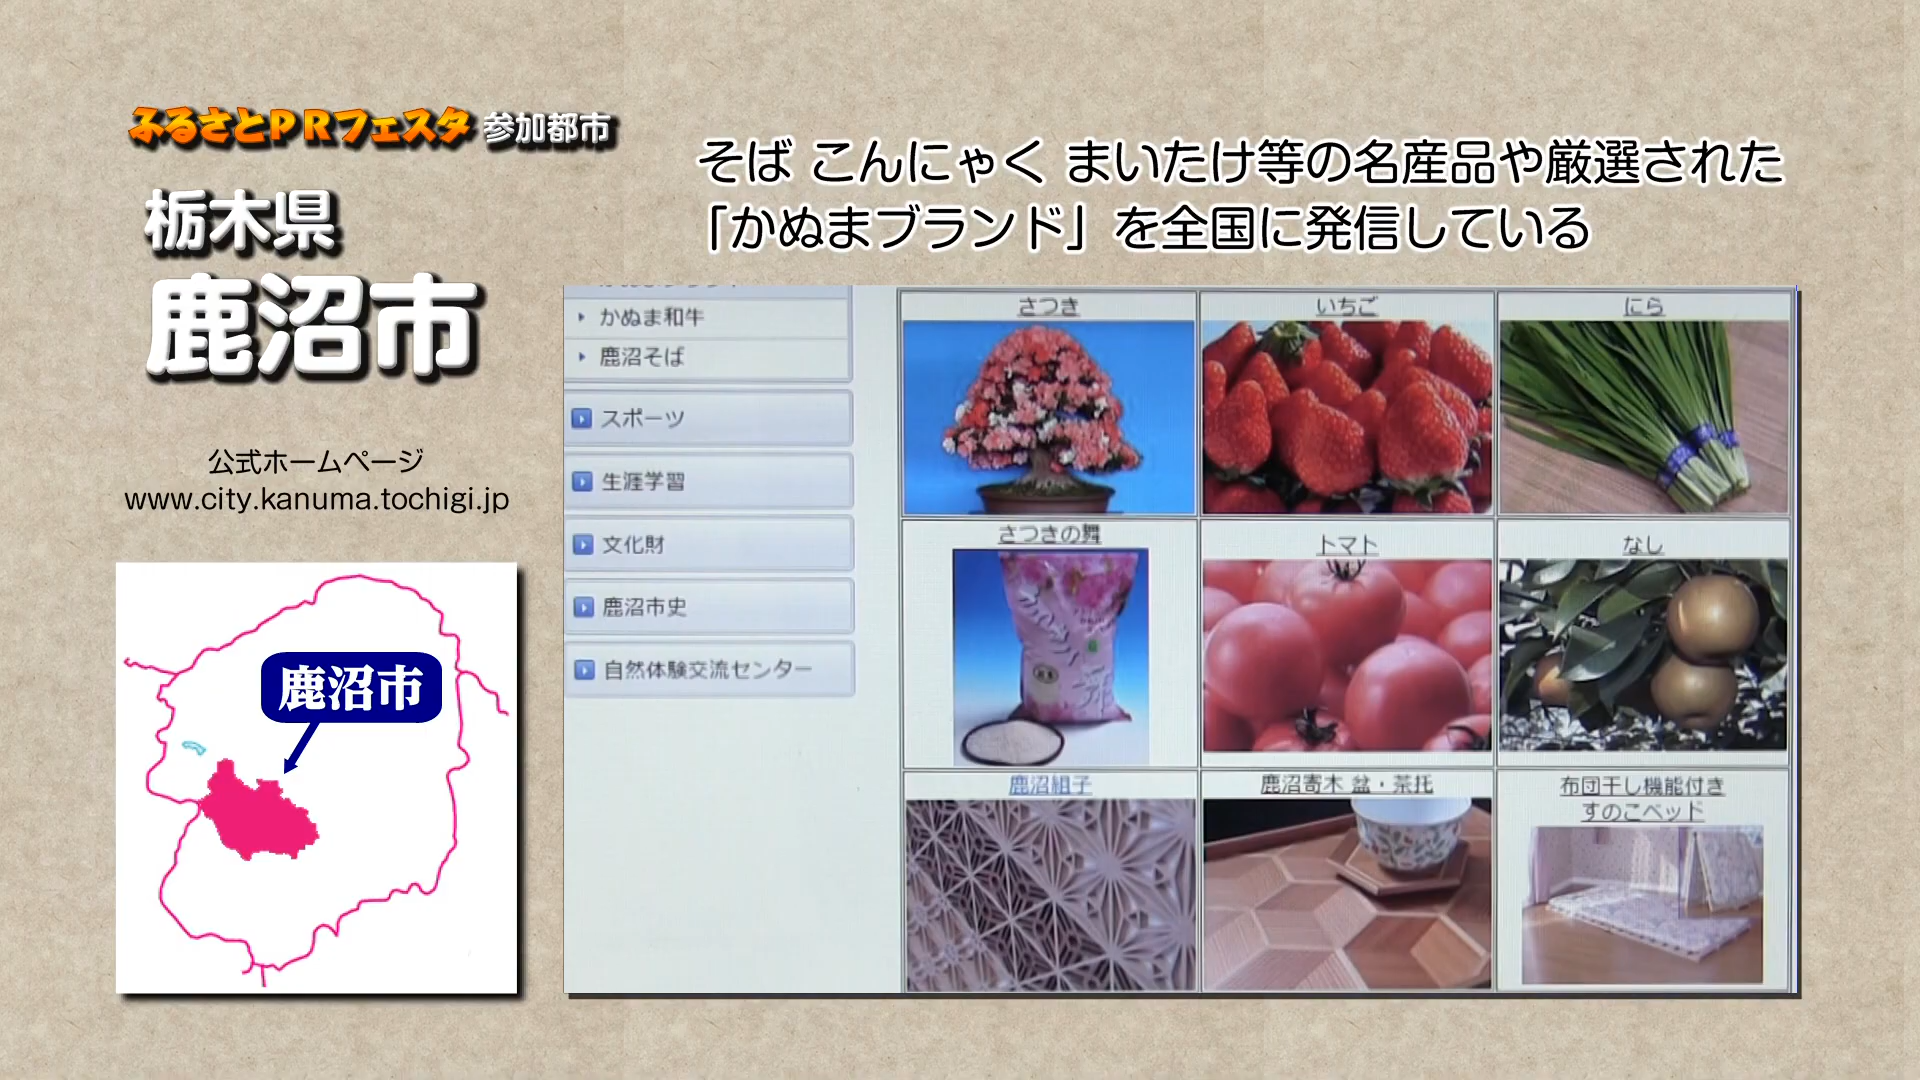 ふるさとPRフェスタ 参加都市
栃木県
鹿沼市
公式ホームページ
www.city.kanuma.tochigi.jp
鹿沼市
そば こんにゃく まいたけ等の名産品や厳選された
「かぬまブランド」を全国に発信している
かぬま和牛
鹿沼そば
スポーツ
生涯学習
文化財
鹿沼市史
自然体験交流センター
さつき
いちご
にら
さつきの舞
トマト
なし
鹿沼組子
鹿沼寄木 盆・茶托
布団干し機能付き
すのこベッド